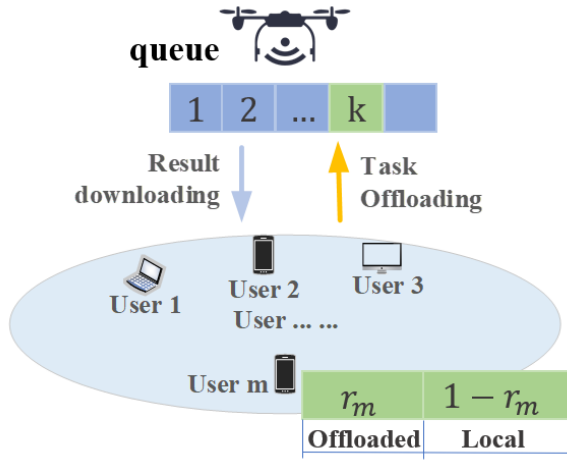 queue
1 2 ... k
Result
downloading
Task
Offloading
User 1
User 2
User 3
User ... ...
User m
r_m 1 − r_m
Offloaded Local